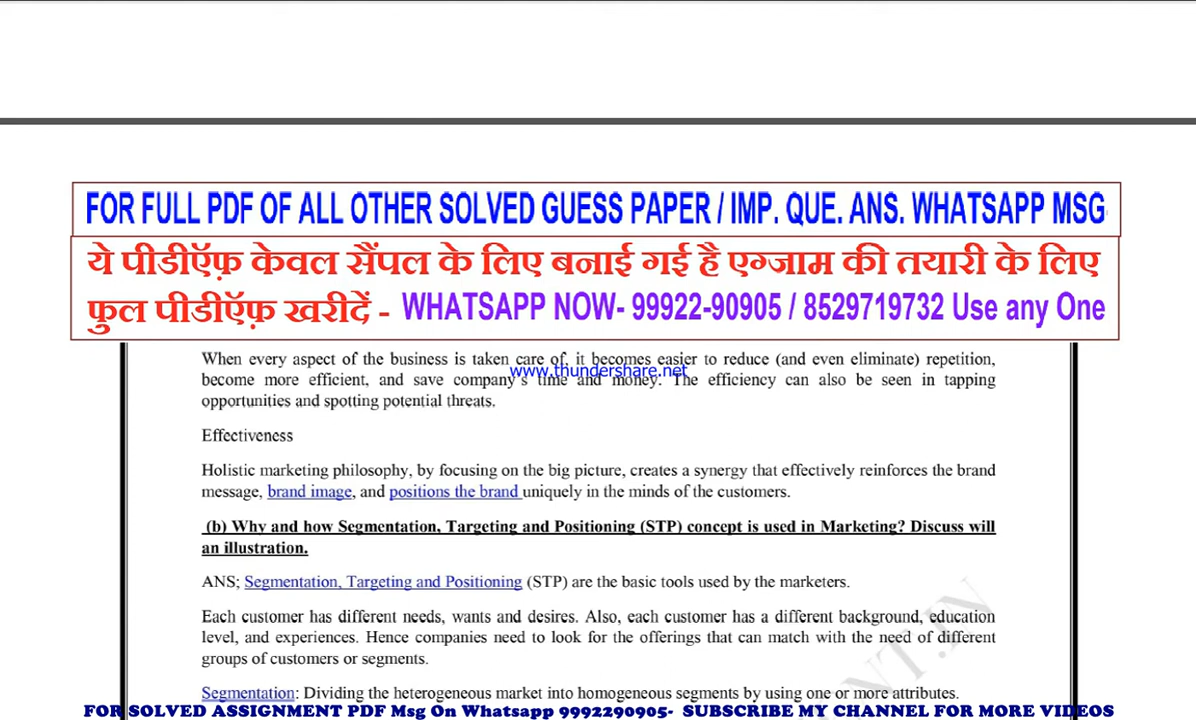 FOR FULL PDF OF ALL OTHER SOLVED GUESS PAPER / IMP. QUE. ANS. WHATSAPP MSG
ये पीडीऍफ़ केवल सैंपल के लिए बनाई गई है एग्जाम की तयारी के लिए
फुल पीडीऍफ़ खरीदें - WHATSAPP NOW- 99922-90905 / 8529719732 Use any One
When every aspect of the business is taken care of, it becomes easier to reduce (and even eliminate) repetition,
www.thundershare.net
become more efficient, and save company's time and money. The efficiency can also be seen in tapping
opportunities and spotting potential threats.
Effectiveness
Holistic marketing philosophy, by focusing on the big picture, creates a synergy that effectively reinforces the brand
message, brand image, and positions the brand uniquely in the minds of the customers.
(b) Why and how Segmentation, Targeting and Positioning (STP) concept is used in Marketing? Discuss will
an illustration.
ANS; Segmentation, Targeting and Positioning (STP) are the basic tools used by the marketers.
Each customer has different needs, wants and desires. Also, each customer has a different background, education
level, and experiences. Hence companies need to look for the offerings that can match with the need of different
groups of customers or segments.
Segmentation: Dividing the heterogeneous market into homogeneous segments by using one or more attributes.
FOR SOLVED ASSIGNMENT PDF Msg On Whatsapp 9992290905- SUBSCRIBE MY CHANNEL FOR MORE VIDEOS